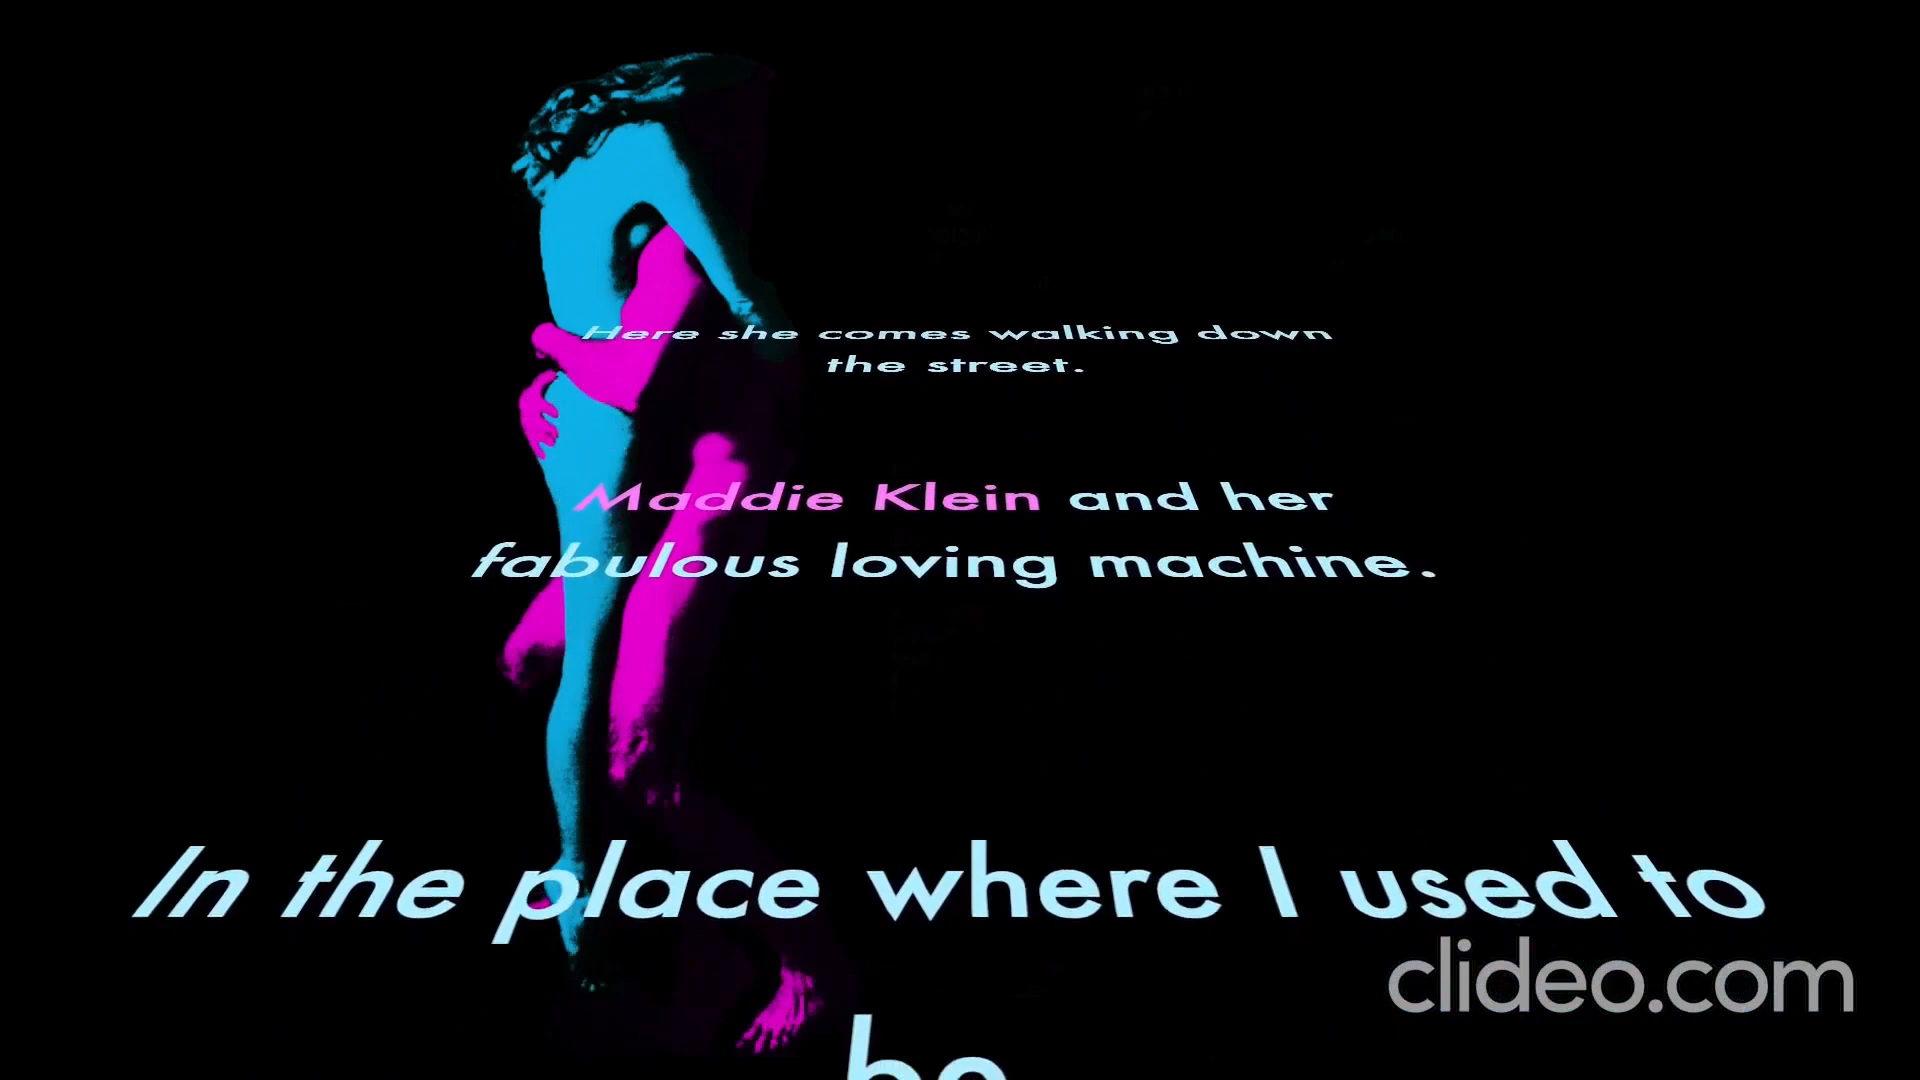 Here she comes walking down
the street.
Maddie Klein and her
fabulous loving machine.
In the place where I used to
be
clideo.com